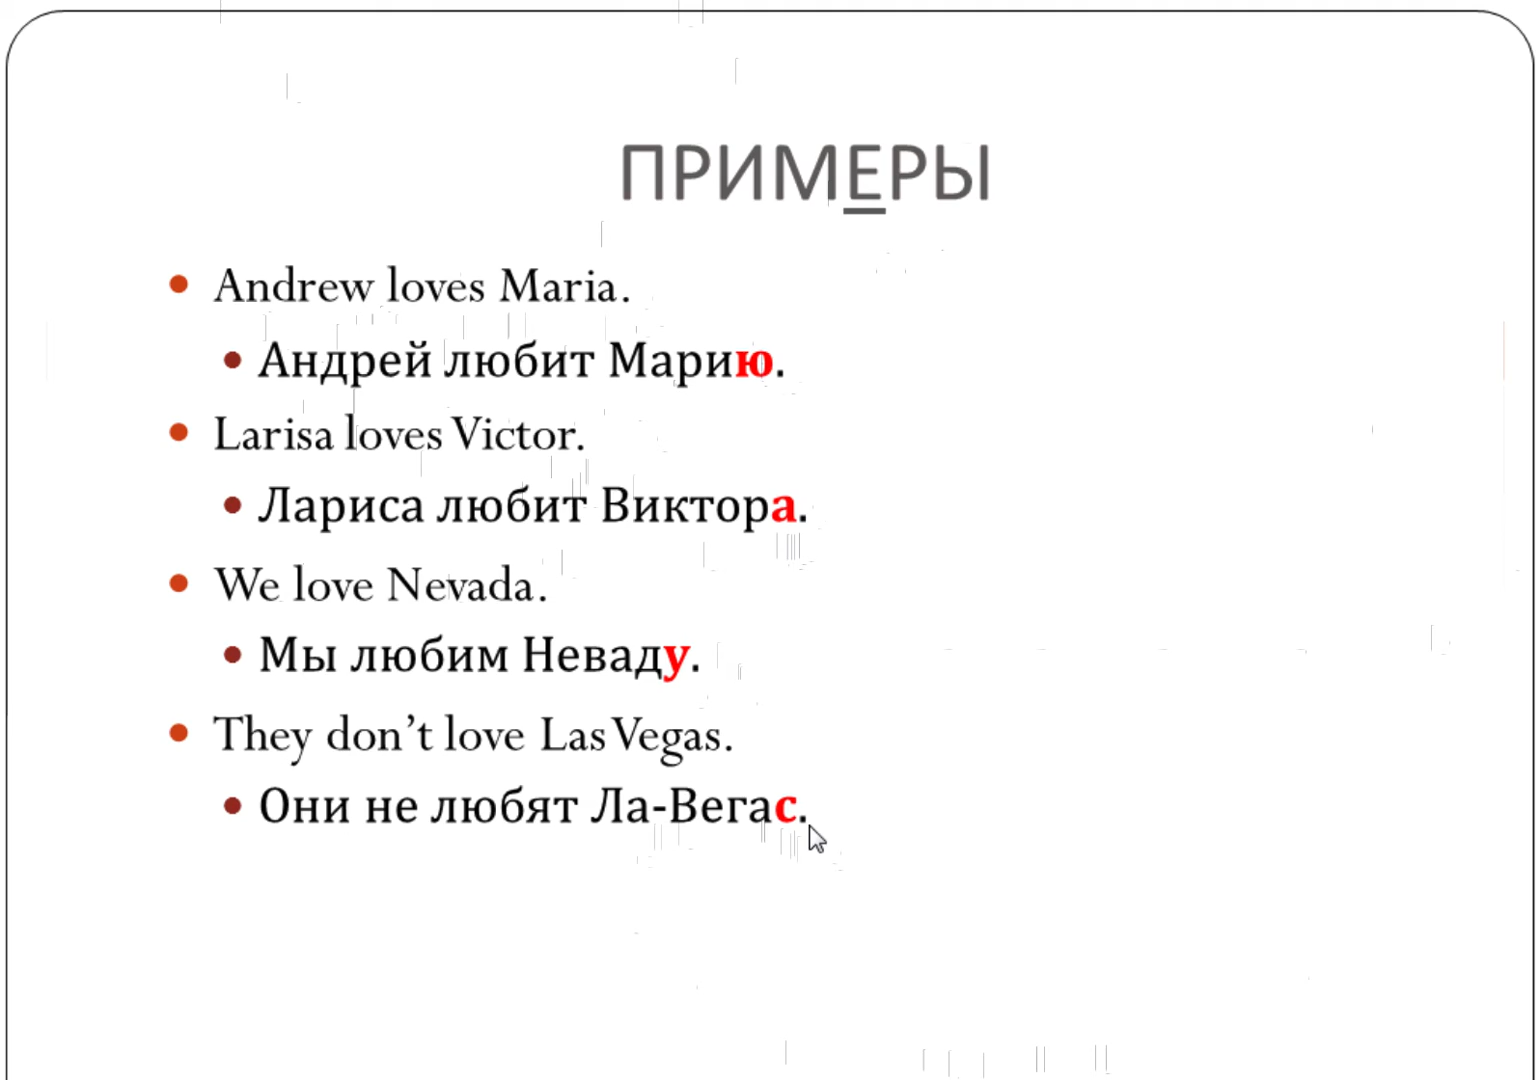 ПРИМЕРЫ
Andrew loves Maria.
Андрей любит Марию.
Larisa loves Victor.
Лариса любит Виктора.
We love Nevada.
Мы любим Неваду.
They don’t love Las Vegas.
Они не любят Ла-Вегас.